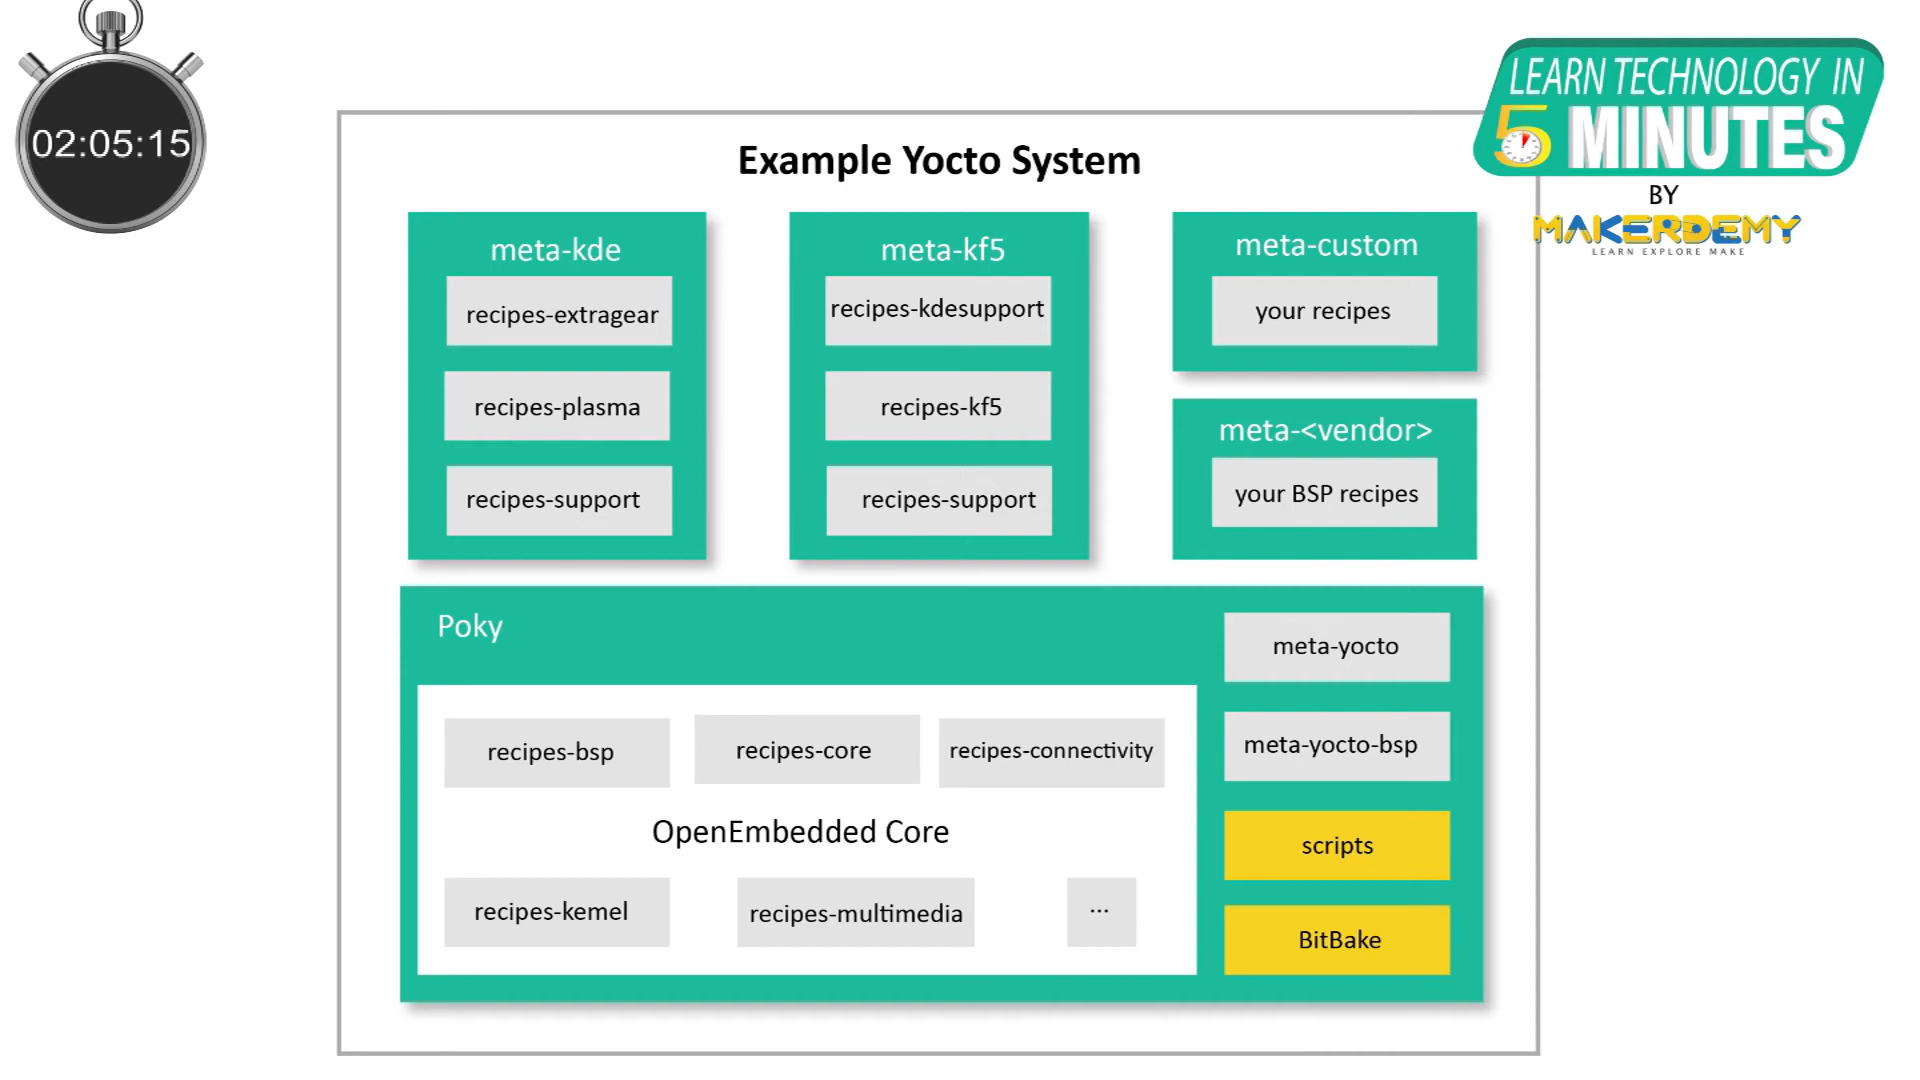 02:05:15
LEARN TECHNOLOGY IN
5 MINUTES
BY
MAKERDEMY
LEARN EXPLORE MAKE
Example Yocto System
meta-kde
recipes-extragear
recipes-plasma
recipes-support
meta-kf5
recipes-kdesupport
recipes-kf5
recipes-support
meta-custom
your recipes
meta-<vendor>
your BSP recipes
Poky
recipes-bsp
recipes-core
recipes-connectivity
OpenEmbedded Core
recipes-kemel
recipes-multimedia
...
meta-yocto
meta-yocto-bsp
scripts
BitBake